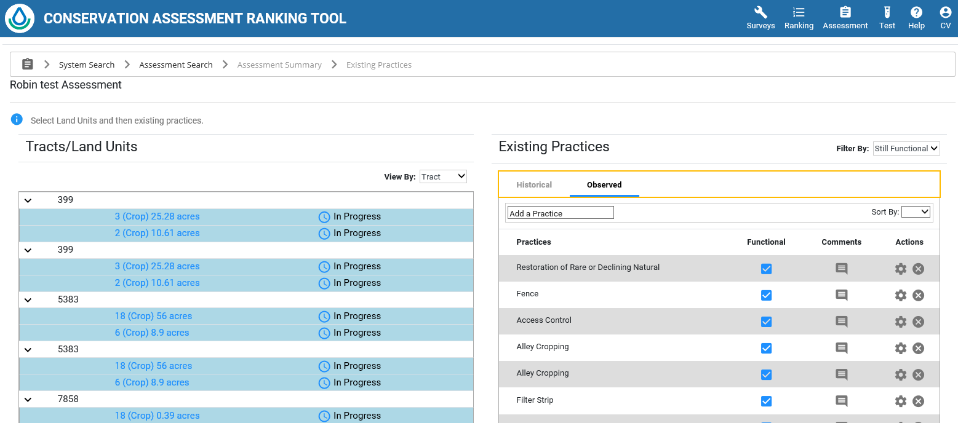 CONSERVATION ASSESSMENT RANKING TOOL
Surveys Ranking Assessment Test Help CV
System Search Assessment Search Assessment Summary Existing Practices
Robin test Assessment
Select Land Units and then existing practices.
Tracts/Land Units
View By: Tract
399
3 (Crop) 25.28 acres In Progress
2 (Crop) 10.61 acres In Progress
399
3 (Crop) 25.28 acres In Progress
2 (Crop) 10.61 acres In Progress
5383
18 (Crop) 56 acres In Progress
6 (Crop) 8.9 acres In Progress
5383
18 (Crop) 56 acres In Progress
6 (Crop) 8.9 acres In Progress
7858
18 (Crop) 0.39 acres In Progress
Existing Practices
Filter By: Still Functional
Historical Observed
Add a Practice Sort By:
Practices Functional Comments Actions
Restoration of Rare or Declining Natural
Fence
Access Control
Alley Cropping
Alley Cropping
Filter Strip